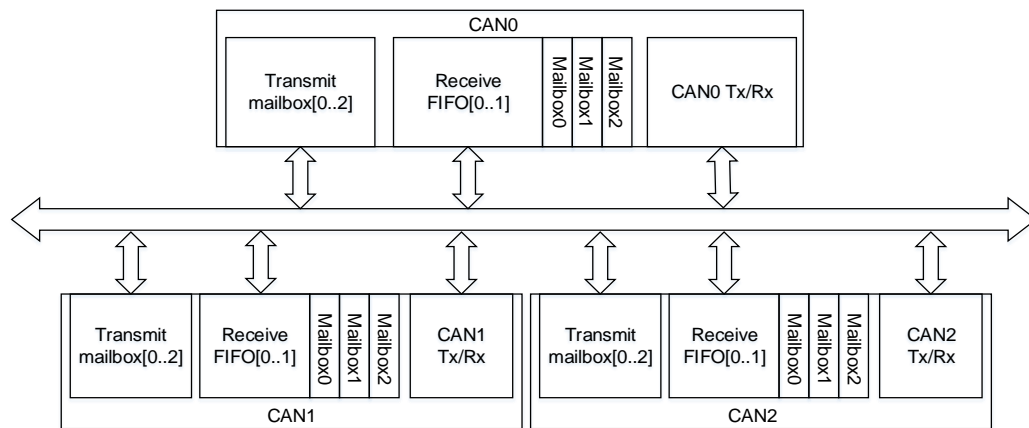 CAN0
Transmit
mailbox[0..2]
Receive
FIFO[0..1]
Mailbox0
Mailbox1
Mailbox2
CAN0 Tx/Rx
Transmit
mailbox[0..2]
Receive
FIFO[0..1]
Mailbox0
Mailbox1
Mailbox2
CAN1
Tx/Rx
CAN1
Transmit
mailbox[0..2]
Receive
FIFO[0..1]
Mailbox0
Mailbox1
Mailbox2
CAN2
Tx/Rx
CAN2